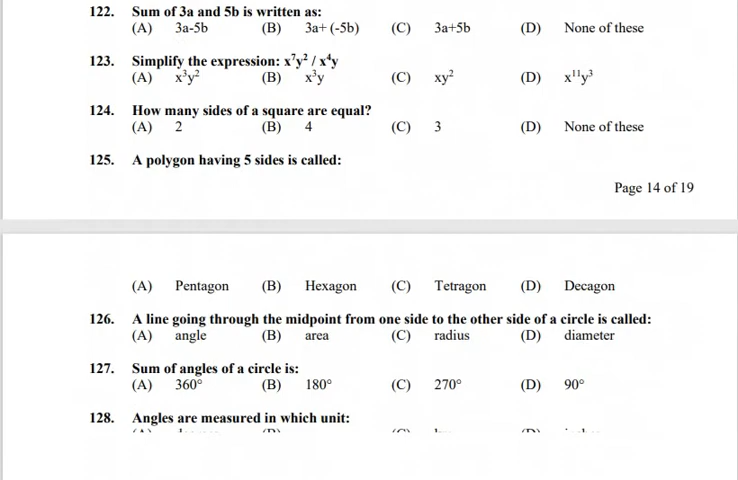 122. Sum of 3a and 5b is written as:
(A) 3a-5b (B) 3a+ (-5b) (C) 3a+5b (D) None of these
123. Simplify the expression: x⁷y² / x⁴y
(A) x³y² (B) x³y (C) xy² (D) x¹¹y³
124. How many sides of a square are equal?
(A) 2 (B) 4 (C) 3 (D) None of these
125. A polygon having 5 sides is called:
Page 14 of 19
(A) Pentagon (B) Hexagon (C) Tetragon (D) Decagon
126. A line going through the midpoint from one side to the other side of a circle is called:
(A) angle (B) area (C) radius (D) diameter
127. Sum of angles of a circle is:
(A) 360° (B) 180° (C) 270° (D) 90°
128. Angles are measured in which unit: